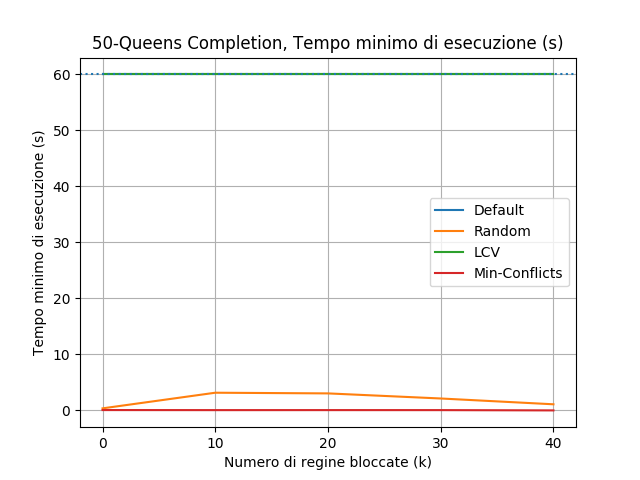 50-Queens Completion, Tempo minimo di esecuzione (s)
Tempo minimo di esecuzione (s)
60
50
40
30
20
10
0
Default
Random
LCV
Min-Conflicts
0 10 20 30 40
Numero di regine bloccate (k)